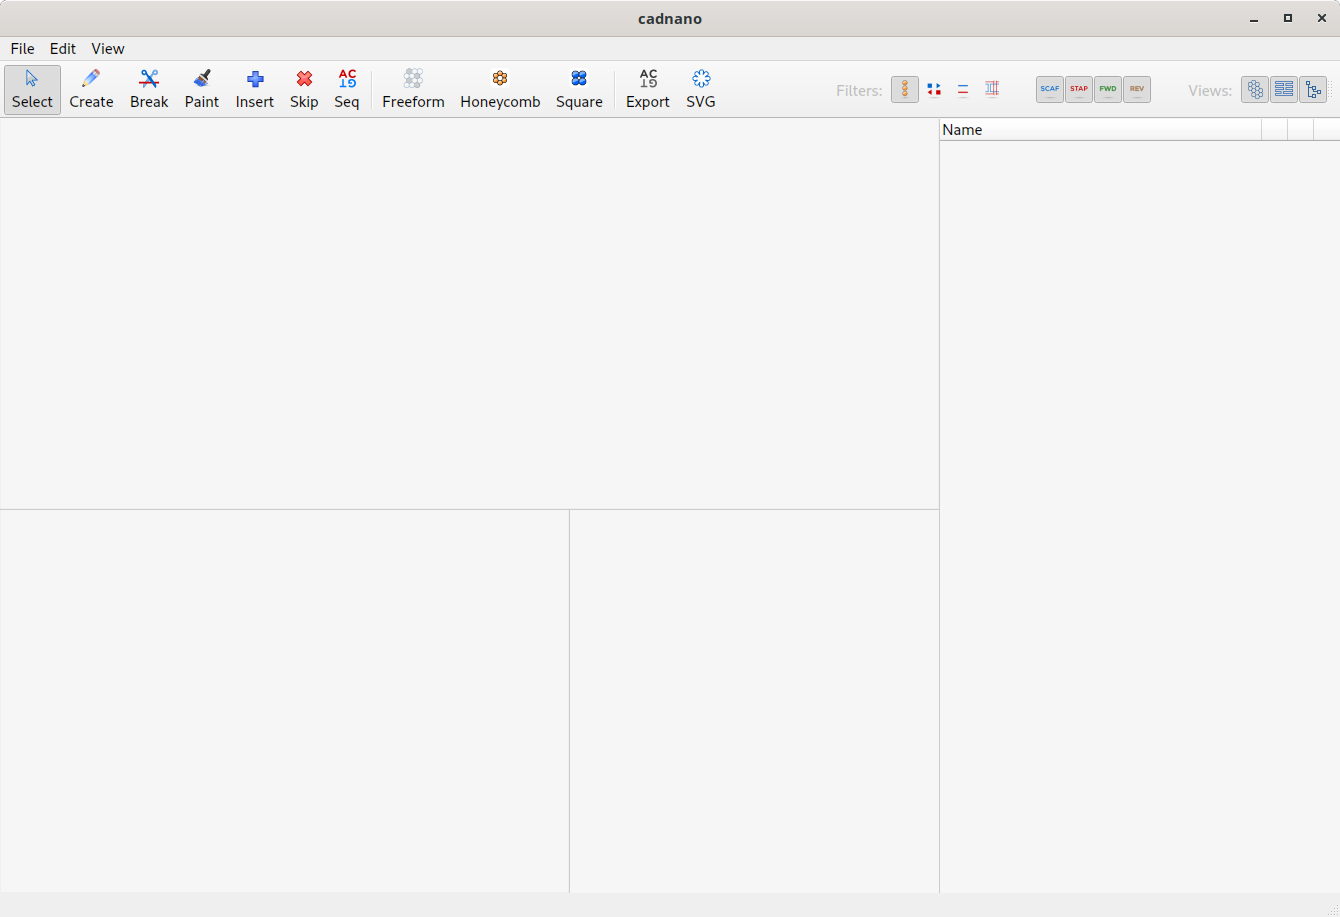 cadnano
File Edit View
Select Create Break Paint Insert Skip Seq Freeform Honeycomb Square Export SVG Filters: SCAF STAP FWD REV Views:
Name